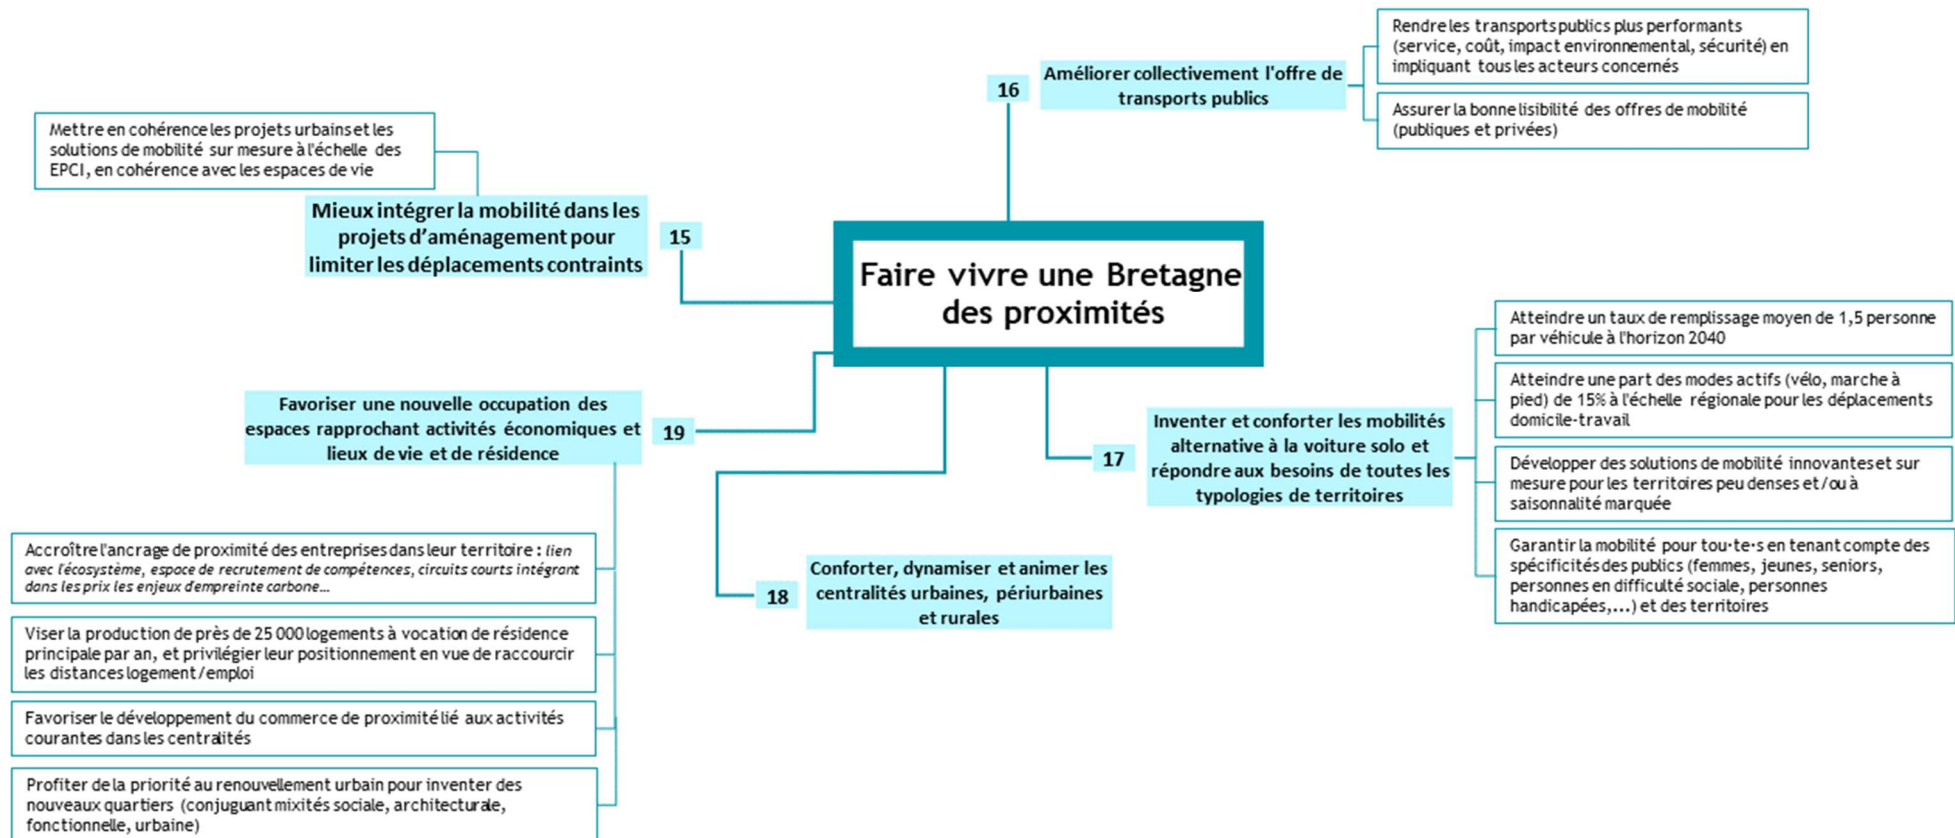 Faire vivre une Bretagne
des proximités
15
Mieux intégrer la mobilité dans les
projets d'aménagement pour
limiter les déplacements contraints
Mettre en cohérence les projets urbains et les
solutions de mobilité sur mesure à l'échelle des
EPCI, en cohérence avec les espaces de vie
16
Améliorer collectivement l'offre de
transports publics
Rendre les transports publics plus performants
(service, coût, impact environnemental, sécurité) en
impliquant tous les acteurs concernés
Assurer la bonne lisibilité des offres de mobilité
(publiques et privées)
17
Inventer et conforter les mobilités
alternative à la voiture solo et
répondre aux besoins de toutes les
typologies de territoires
Atteindre un taux de remplissage moyen de 1,5 personne
par véhicule à l'horizon 2040
Atteindre une part des modes actifs (vélo, marche à
pied) de 15% à l'échelle régionale pour les déplacements
domicile-travail
Développer des solutions de mobilité innovantes et sur
mesure pour les territoires peu denses et/ou à
saisonnalité marquée
Garantir la mobilité pour tou·te·s en tenant compte des
spécificités des publics (femmes, jeunes, seniors,
personnes en difficulté sociale, personnes
handicapées,...) et des territoires
18
Conforter, dynamiser et animer les
centralités urbaines, périurbaines
et rurales
19
Favoriser une nouvelle occupation des
espaces rapprochant activités économiques et
lieux de vie et de résidence
Accroître l'ancrage de proximité des entreprises dans leur territoire : lien
avec l'écosystème, espace de recrutement de compétences, circuits courts intégrant
dans les prix les enjeux d'empreinte carbone...
Viser la production de près de 25 000 logements à vocation de résidence
principale par an, et privilégier leur positionnement en vue de raccourcir
les distances logement/emploi
Favoriser le développement du commerce de proximité lié aux activités
courantes dans les centralités
Profiter de la priorité au renouvellement urbain pour inventer des
nouveaux quartiers (conjuguant mixités sociale, architecturale,
fonctionnelle, urbaine)